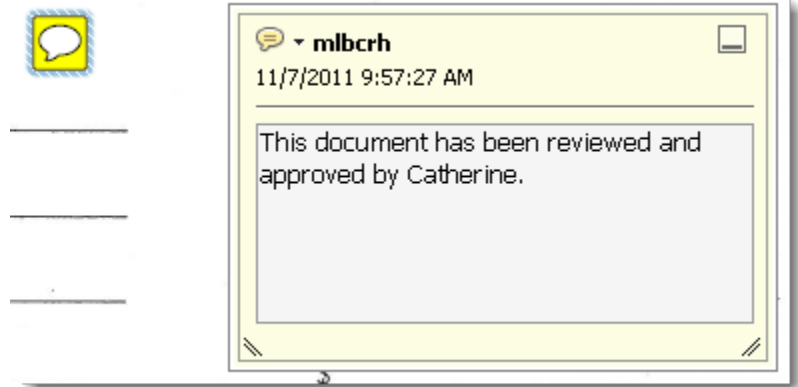 mlbcrh
11/7/2011 9:57:27 AM
This document has been reviewed and
approved by Catherine.